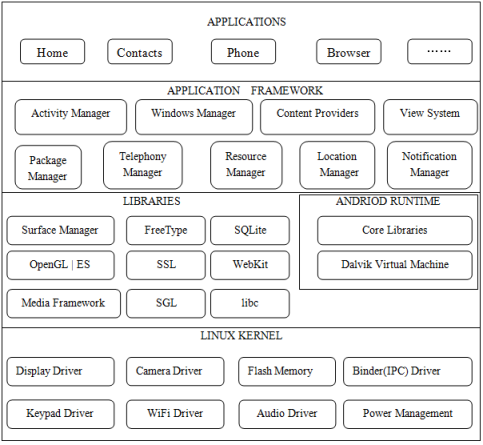 APPLICATIONS
Home
Contacts
Phone
Browser
……
APPLICATION FRAMEWORK
Activity Manager
Windows Manager
Content Providers
View System
Package
Manager
Telephony
Manager
Resource
Manager
Location
Manager
Notification
Manager
LIBRARIES
Surface Manager
FreeType
SQLite
OpenGL | ES
SSL
WebKit
Media Framework
SGL
libc
ANDRIOD RUNTIME
Core Libraries
Dalvik Virtual Machine
LINUX KERNEL
Display Driver
Camera Driver
Flash Memory
Binder(IPC) Driver
Keypad Driver
WiFi Driver
Audio Driver
Power Management